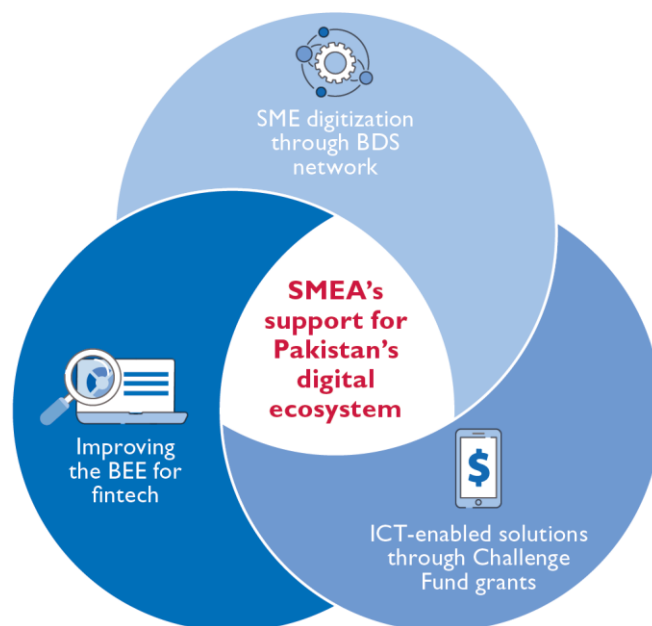 SME digitization
through BDS
network
SMEA's
support for
Pakistan's
digital
ecosystem
Improving
the BEE for
fintech
$
ICT-enabled solutions
through Challenge
Fund grants